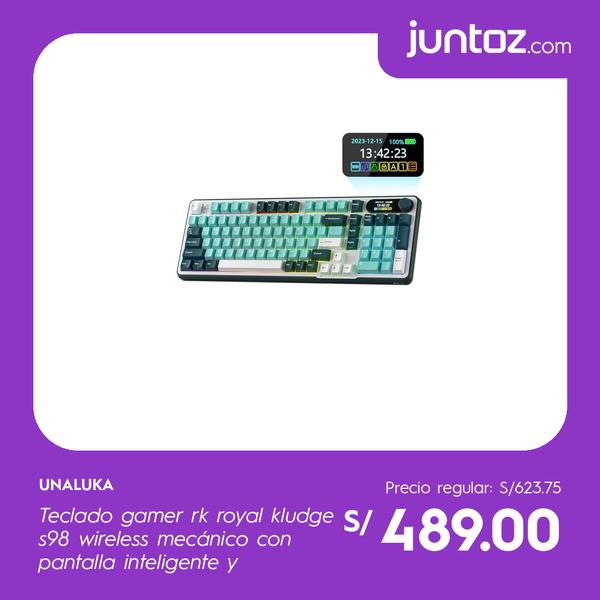 juntoz.com
2023-12-15 100%
13:42:23
UNALUKA
Precio regular: S/623.75
Teclado gamer rk royal kludge
s98 wireless mecánico con
pantalla inteligente y
S/ 489.00